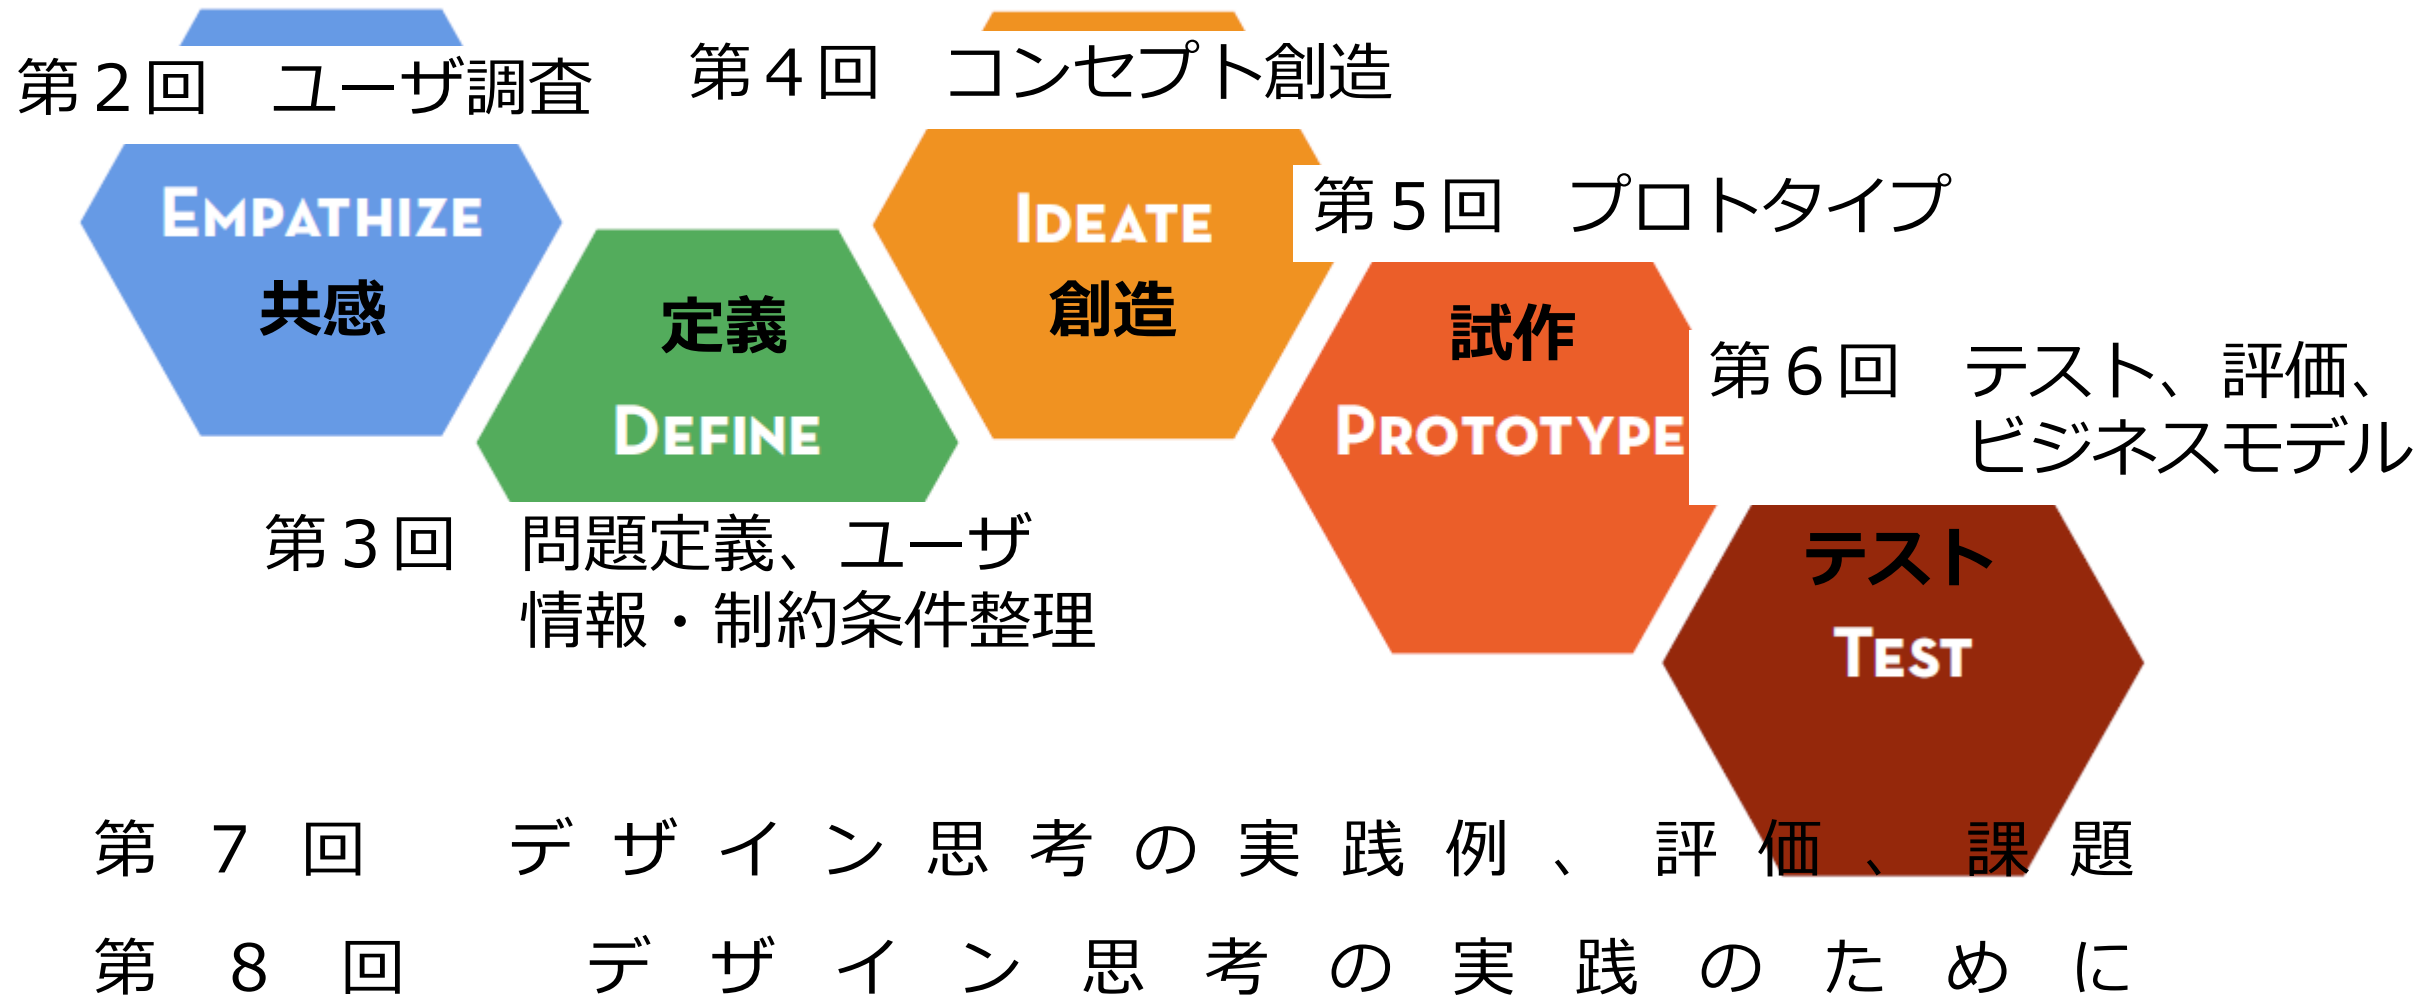 第２回　ユーザ調査
EMPATHIZE
共感
第３回　問題定義、ユーザ
情報・制約条件整理
定義
DEFINE
第４回　コンセプト創造
IDEATE
創造
第５回　プロトタイプ
試作
PROTOTYPE
第６回　テスト、評価、
ビジネスモデル
テスト
TEST
第７回　デザイン思考の実践例、評価、課題
第８回　デザイン思考の実践のために